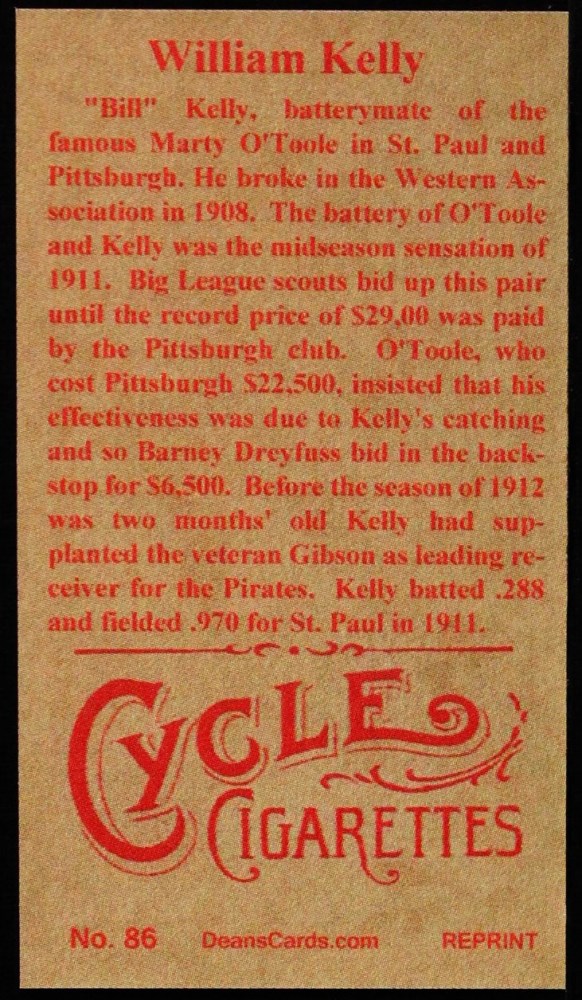 William Kelly
"Bill" Kelly, batterymate of the
famous Marty O'Toole in St. Paul and
Pittsburgh. He broke in the Western As-
sociation in 1908. The battery of O'Toole
and Kelly was the midseason sensation of
1911. Big League scouts bid up this pair
until the record price of $29,00 was paid
by the Pittsburgh club. O'Toole, who
cost Pittsburgh $22,500, insisted that his
effectiveness was due to Kelly's catching
and so Barney Dreyfuss bid in the back-
stop for $6,500. Before the season of 1912
was two months' old Kelly had sup-
planted the veteran Gibson as leading re-
ceiver for the Pirates. Kelly batted .288
and fielded .970 for St. Paul in 1911.
CYCLE
CIGARETTES
No. 86 DeansCards.com REPRINT